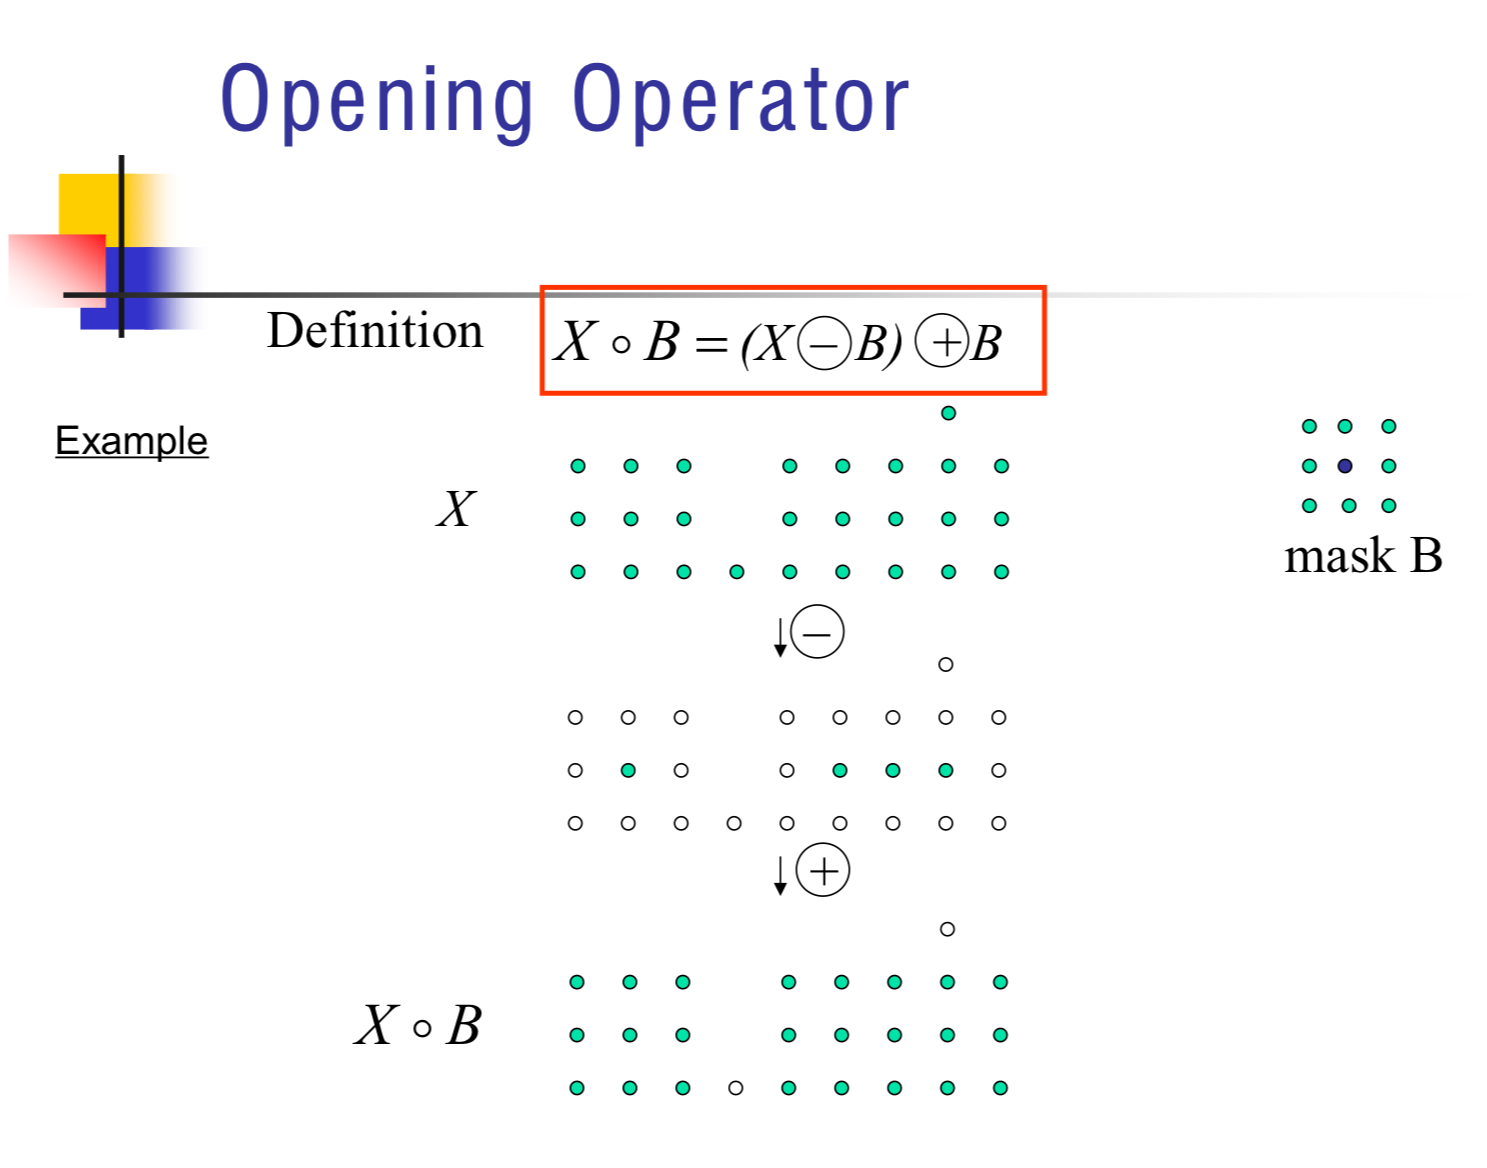 Opening Operator
Definition X ∘ B = (X ⊖ B) ⊕ B
Example
X
mask B
⊖
⊕
X ∘ B